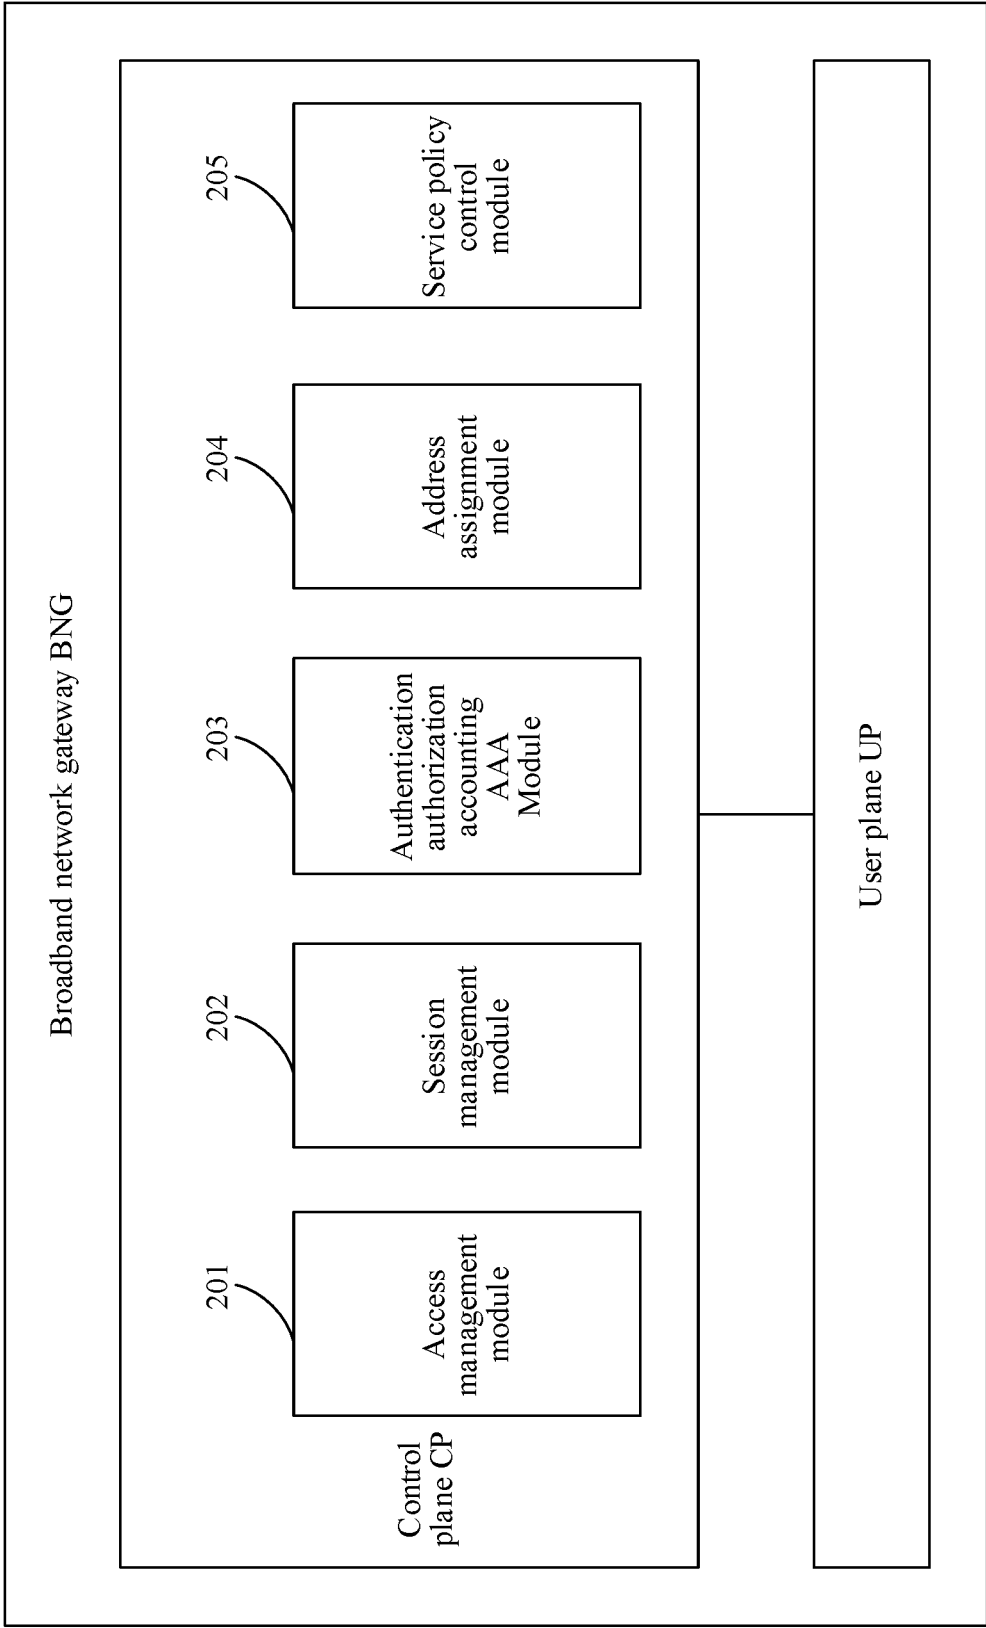 Broadband network gateway BNG
201
202
203
204
205
Control
plane CP
Access
management
module
Session
management
module
Authentication
authorization
accounting
AAA
Module
Address
assignment
module
Service policy
control
module
User plane UP